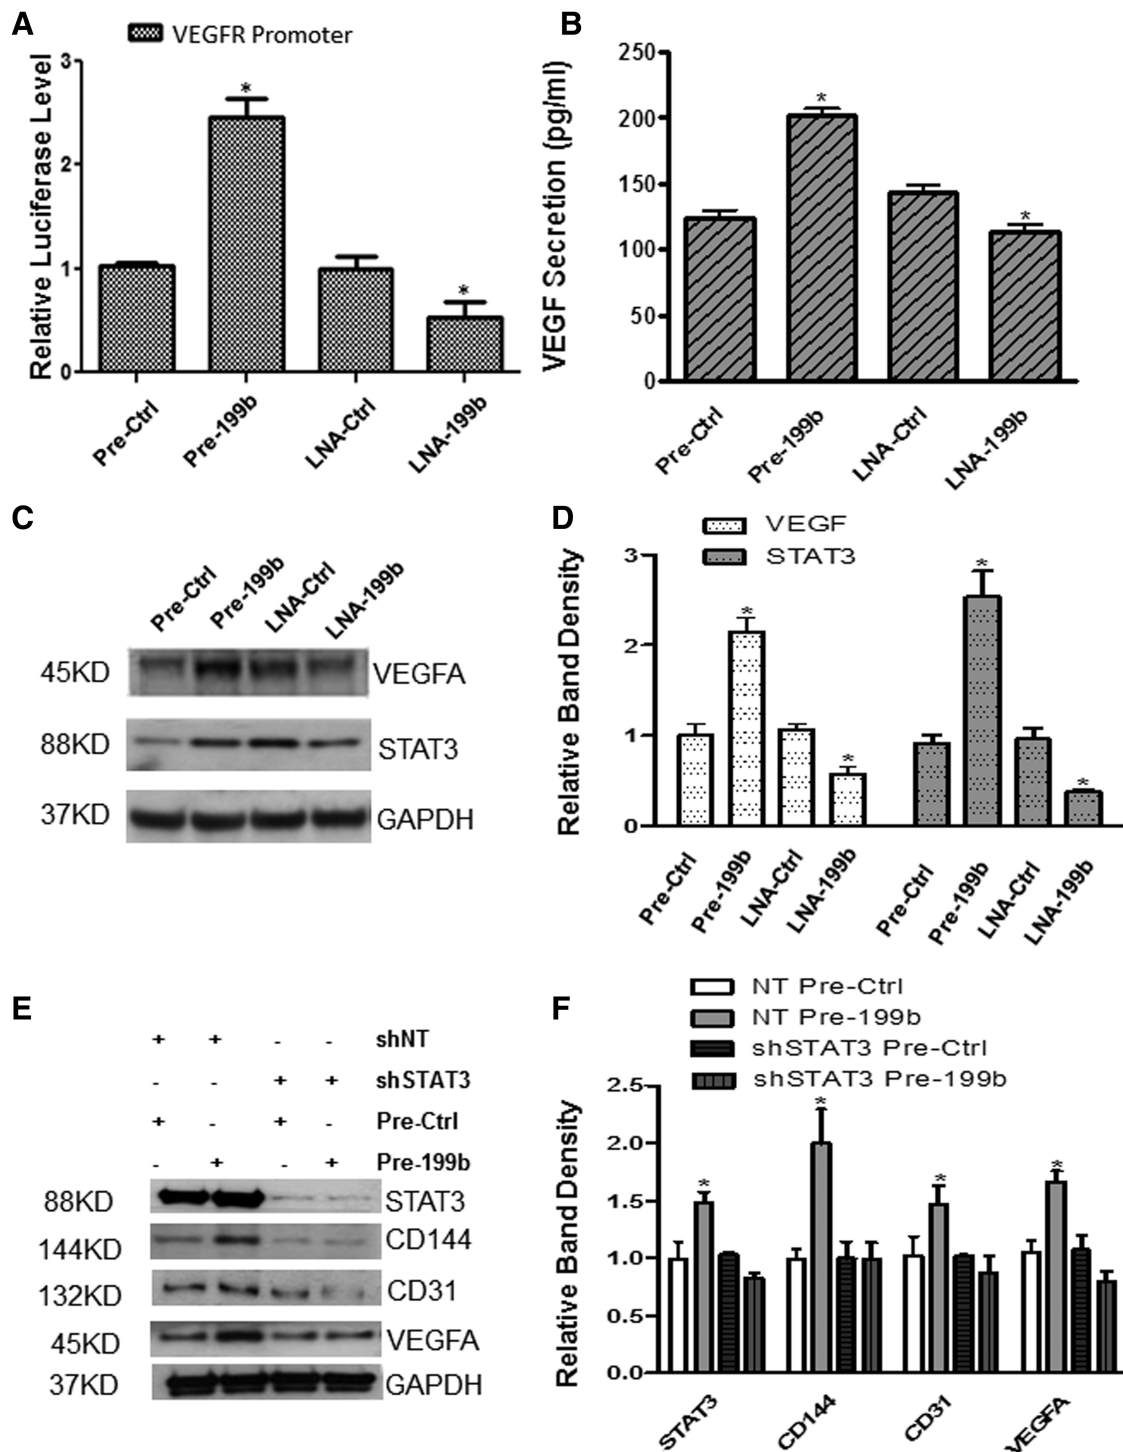 A
VEGFR Promoter
Relative Luciferase Level
3
2
1
0
Pre-Ctrl
Pre-199b
LNA-Ctrl
LNA-199b
*
*
B
VEGF Secretion (pg/ml)
250
200
150
100
50
0
Pre-Ctrl
Pre-199b
LNA-Ctrl
LNA-199b
*
*
C
Pre-Ctrl
Pre-199b
LNA-Ctrl
LNA-199b
45KD VEGFA
88KD STAT3
37KD GAPDH
D
VEGF
STAT3
Relative Band Density
3
2
1
0
* * * *
Pre-Ctrl
Pre-199b
LNA-Ctrl
LNA-199b
Pre-Ctrl
Pre-199b
LNA-Ctrl
LNA-199b
E
+ + - - shNT
- - + + shSTAT3
+ - + - Pre-Ctrl
- + - + Pre-199b
88KD STAT3
144KD CD144
132KD CD31
45KD VEGFA
37KD GAPDH
F
NT Pre-Ctrl
NT Pre-199b
shSTAT3 Pre-Ctrl
shSTAT3 Pre-199b
Relative Band Density
2.5
2.0
1.5
1.0
0.5
0.0
* * * *
STAT3
CD144
CD31
VEGFA